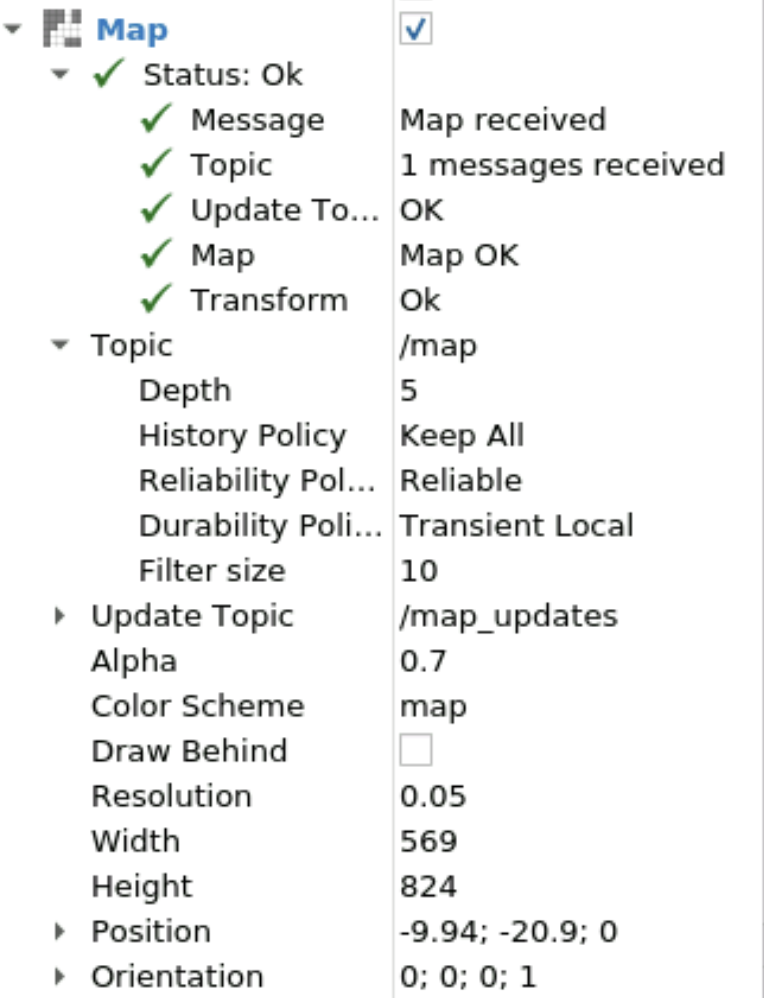 Map
Status: Ok
Message Map received
Topic 1 messages received
Update To... OK
Map Map OK
Transform Ok
Topic /map
Depth 5
History Policy Keep All
Reliability Pol... Reliable
Durability Poli... Transient Local
Filter size 10
Update Topic /map_updates
Alpha 0.7
Color Scheme map
Draw Behind
Resolution 0.05
Width 569
Height 824
Position -9.94; -20.9; 0
Orientation 0; 0; 0; 1